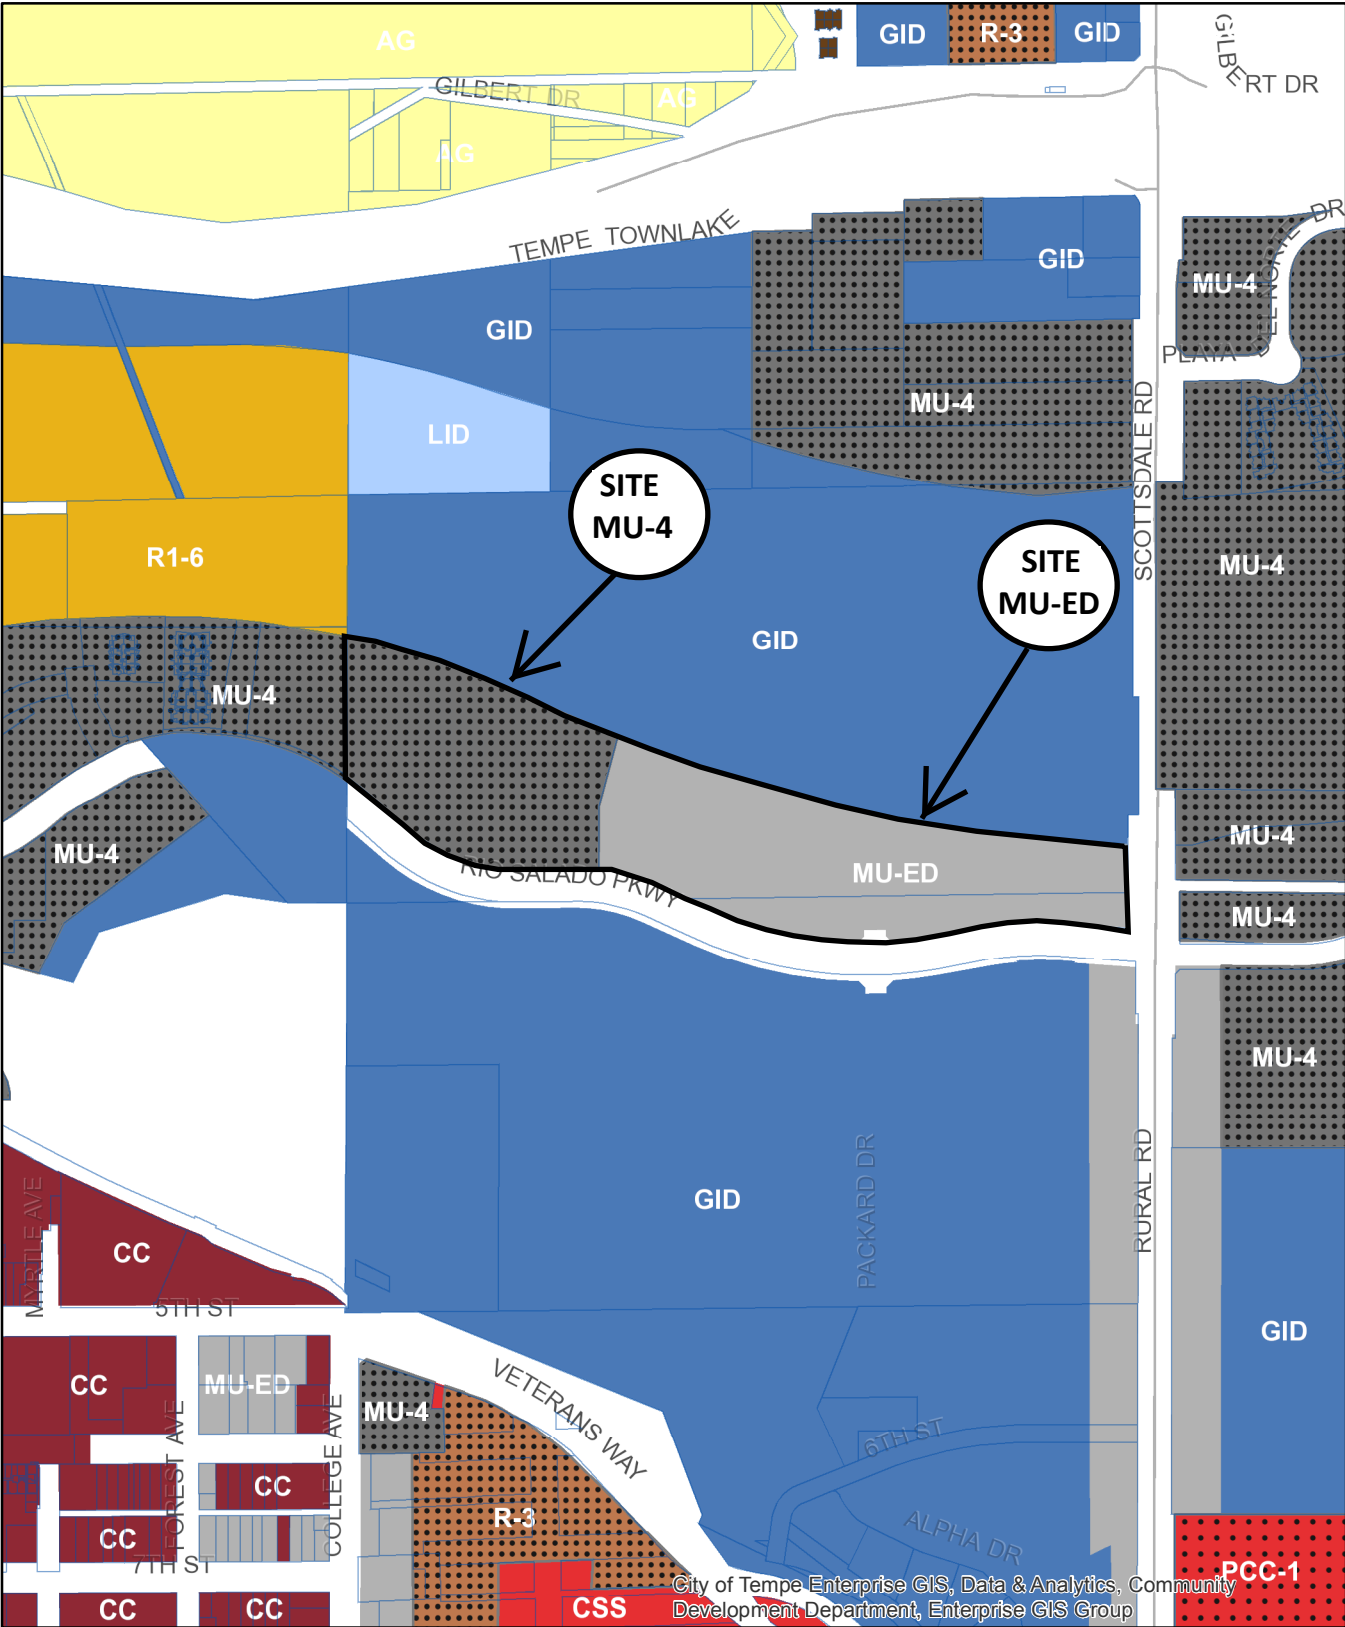 AG
GID
R-3
GID
GILBERT DR
GILBERT DR
AG
AG
TEMPE TOWNLAKE
GID
MU-4
DEL NORTE DR
PLAYA
GID
MU-4
LID
SCOTTSDALE RD
SITE
MU-4
R1-6
MU-4
SITE
MU-ED
GID
MU-4
MU-4
MU-4
MU-ED
RIO SALADO PKWY
MU-4
MU-4
GID
PACKARD DR
RURAL RD
MYRTLE AVE
CC
5TH ST
GID
CC
MU-ED
MU-4
VETERANS WAY
FOREST AVE
COLLEGE AVE
6TH ST
CC
R-3
ALPHA DR
CC
7TH ST
PCC-1
CC
CC
CSS
City of Tempe Enterprise GIS, Data & Analytics, Community
Development Department, Enterprise GIS Group